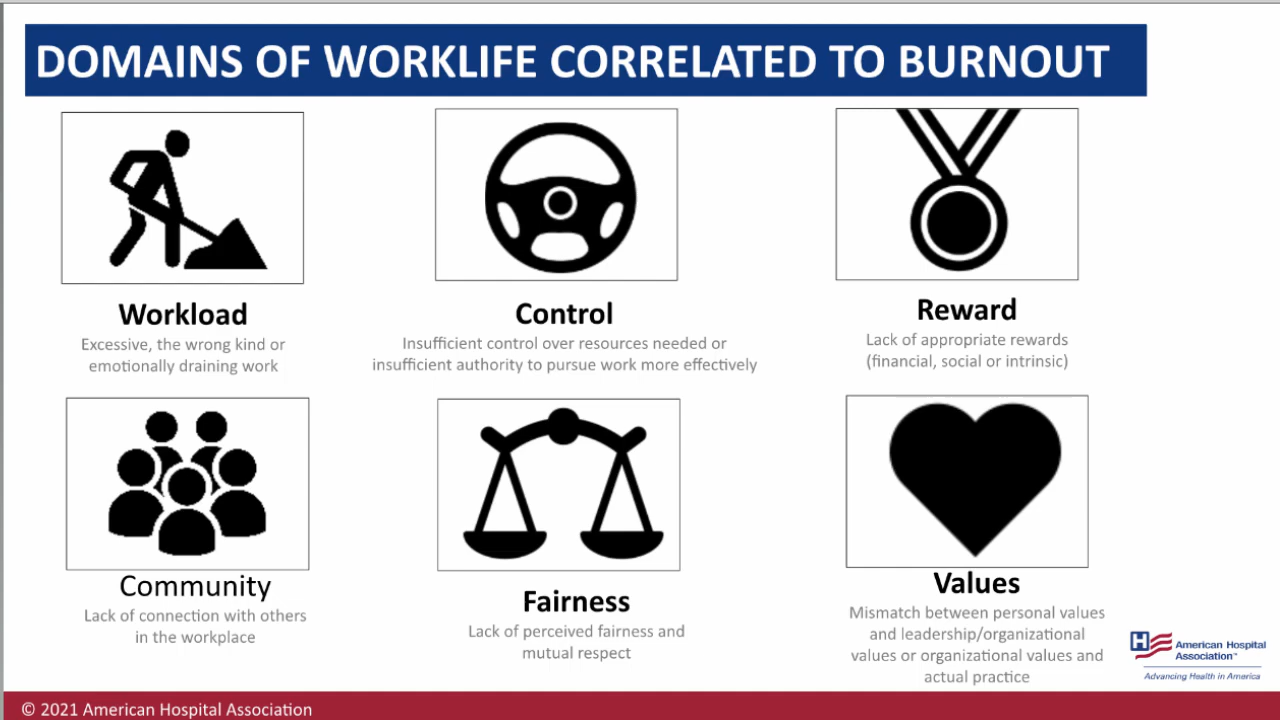 DOMAINS OF WORKLIFE CORRELATED TO BURNOUT
Workload
Excessive, the wrong kind or
emotionally draining work
Control
Insufficient control over resources needed or
insufficient authority to pursue work more effectively
Reward
Lack of appropriate rewards
(financial, social or intrinsic)
Community
Lack of connection with others
in the workplace
Fairness
Lack of perceived fairness and
mutual respect
Values
Mismatch between personal values
and leadership/organizational
values or organizational values and
actual practice
H
American Hospital
Association™
Advancing Health in America
© 2021 American Hospital Association